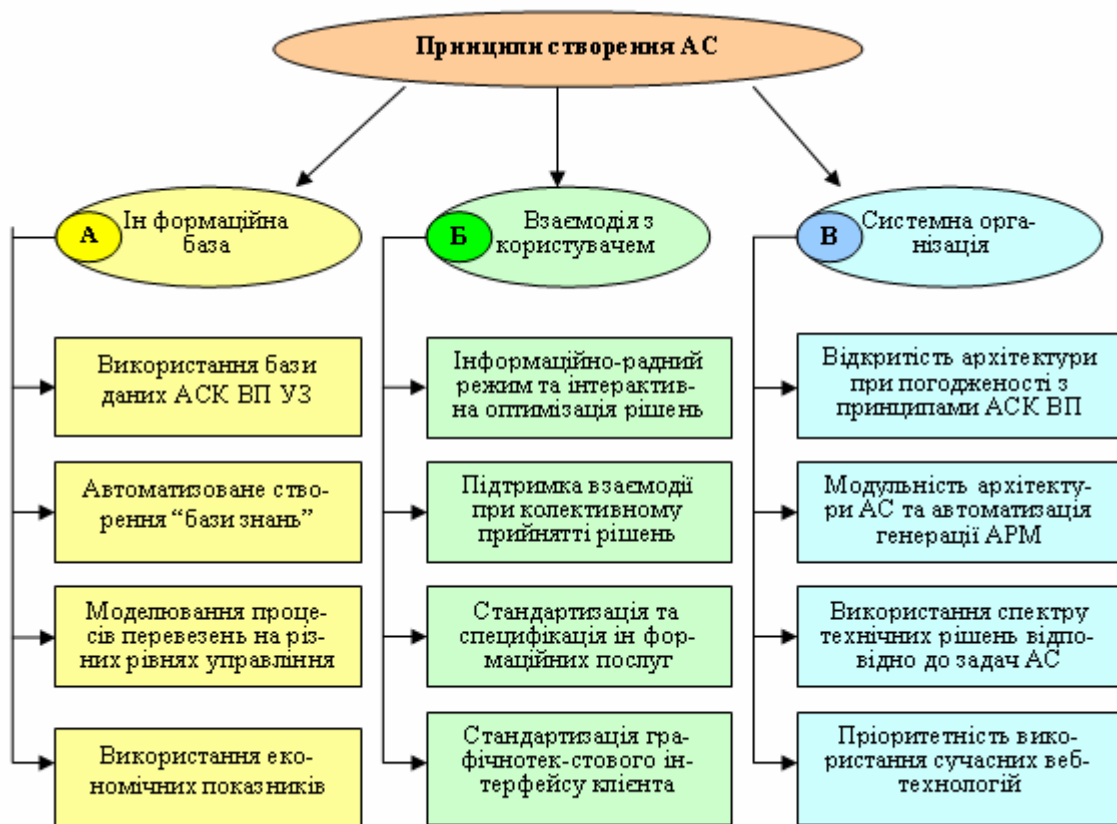 Принципи створення АС
А
Ін формаційна
база
Б
Взаємодія з
користувачем
В
Системна орга-
нізація
Використання бази
даних АСК ВП УЗ
Автоматизоване ство-
рення “бази знань”
Моделювання проце-
сів перевезень на різ-
них рівнях управління
Використання еко-
номічних показників
Інформаційно-радний
режим та інтерактив-
на оптимізація рішень
Підтримка взаємодії
при колективному
прийнятті рішень
Стандартизація та
специфікація ін фор-
маційних послуг
Стандартизація гра-
фічнотек-стового ін-
терфейсу клієнта
Відкритість архітектури
при погодженості з
принципами АСК ВП
Модульність архітекту-
ри АС та автоматизація
генерації АРМ
Використання спектру
технічних рішень відпо-
відно до задач АС
Пріоритетність вико-
ристання сучасних веб-
технологій